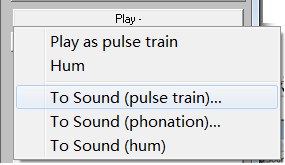 Play -
Play as pulse train
Hum
To Sound (pulse train)...
To Sound (phonation)...
To Sound (hum)